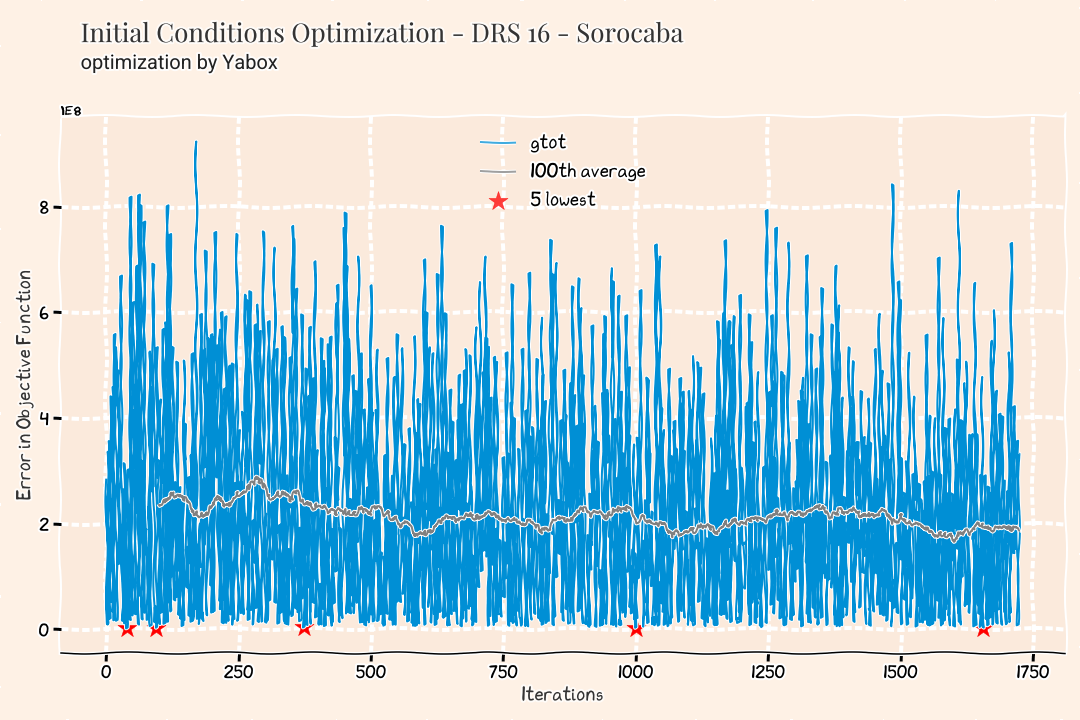 Initial Conditions Optimization - DRS 16 - Sorocaba
optimization by Yabox
1E8
gtot
100th average
5 lowest
8
6
4
2
0
Error in Objective Function
0 250 500 750 1000 1250 1500 1750
Iterations